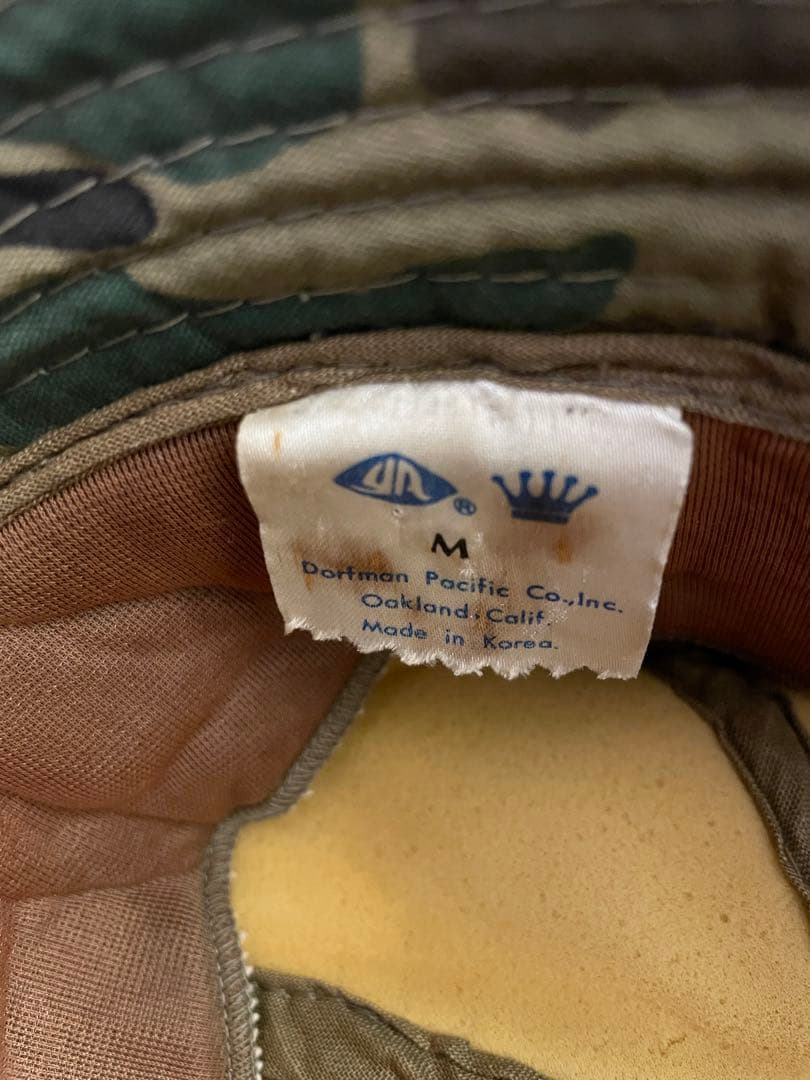 M
Dorfman Pacific Co.,Inc.
Oakland, Calif.
Made in Korea.